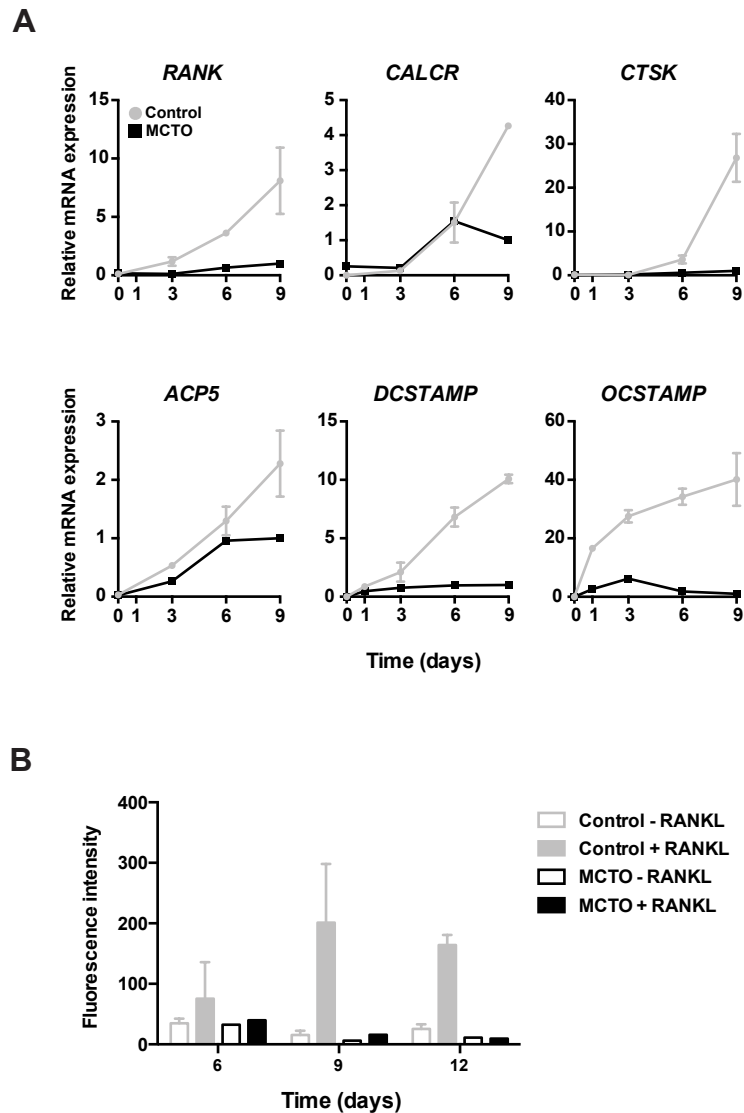 A
RANK
CALCR
CTSK
Relative mRNA expression
Control
MCTO
15
10
5
0
0 1 3 6 9
5
4
3
2
1
0
0 1 3 6 9
40
30
20
10
0
0 1 3 6 9
ACP5
DCSTAMP
OCSTAMP
Relative mRNA expression
3
2
1
0
0 1 3 6 9
15
10
5
0
0 1 3 6 9
60
40
20
0
0 1 3 6 9
Time (days)
B
Fluorescence intensity
400
300
200
100
0
6 9 12
Time (days)
Control - RANKL
Control + RANKL
MCTO - RANKL
MCTO + RANKL